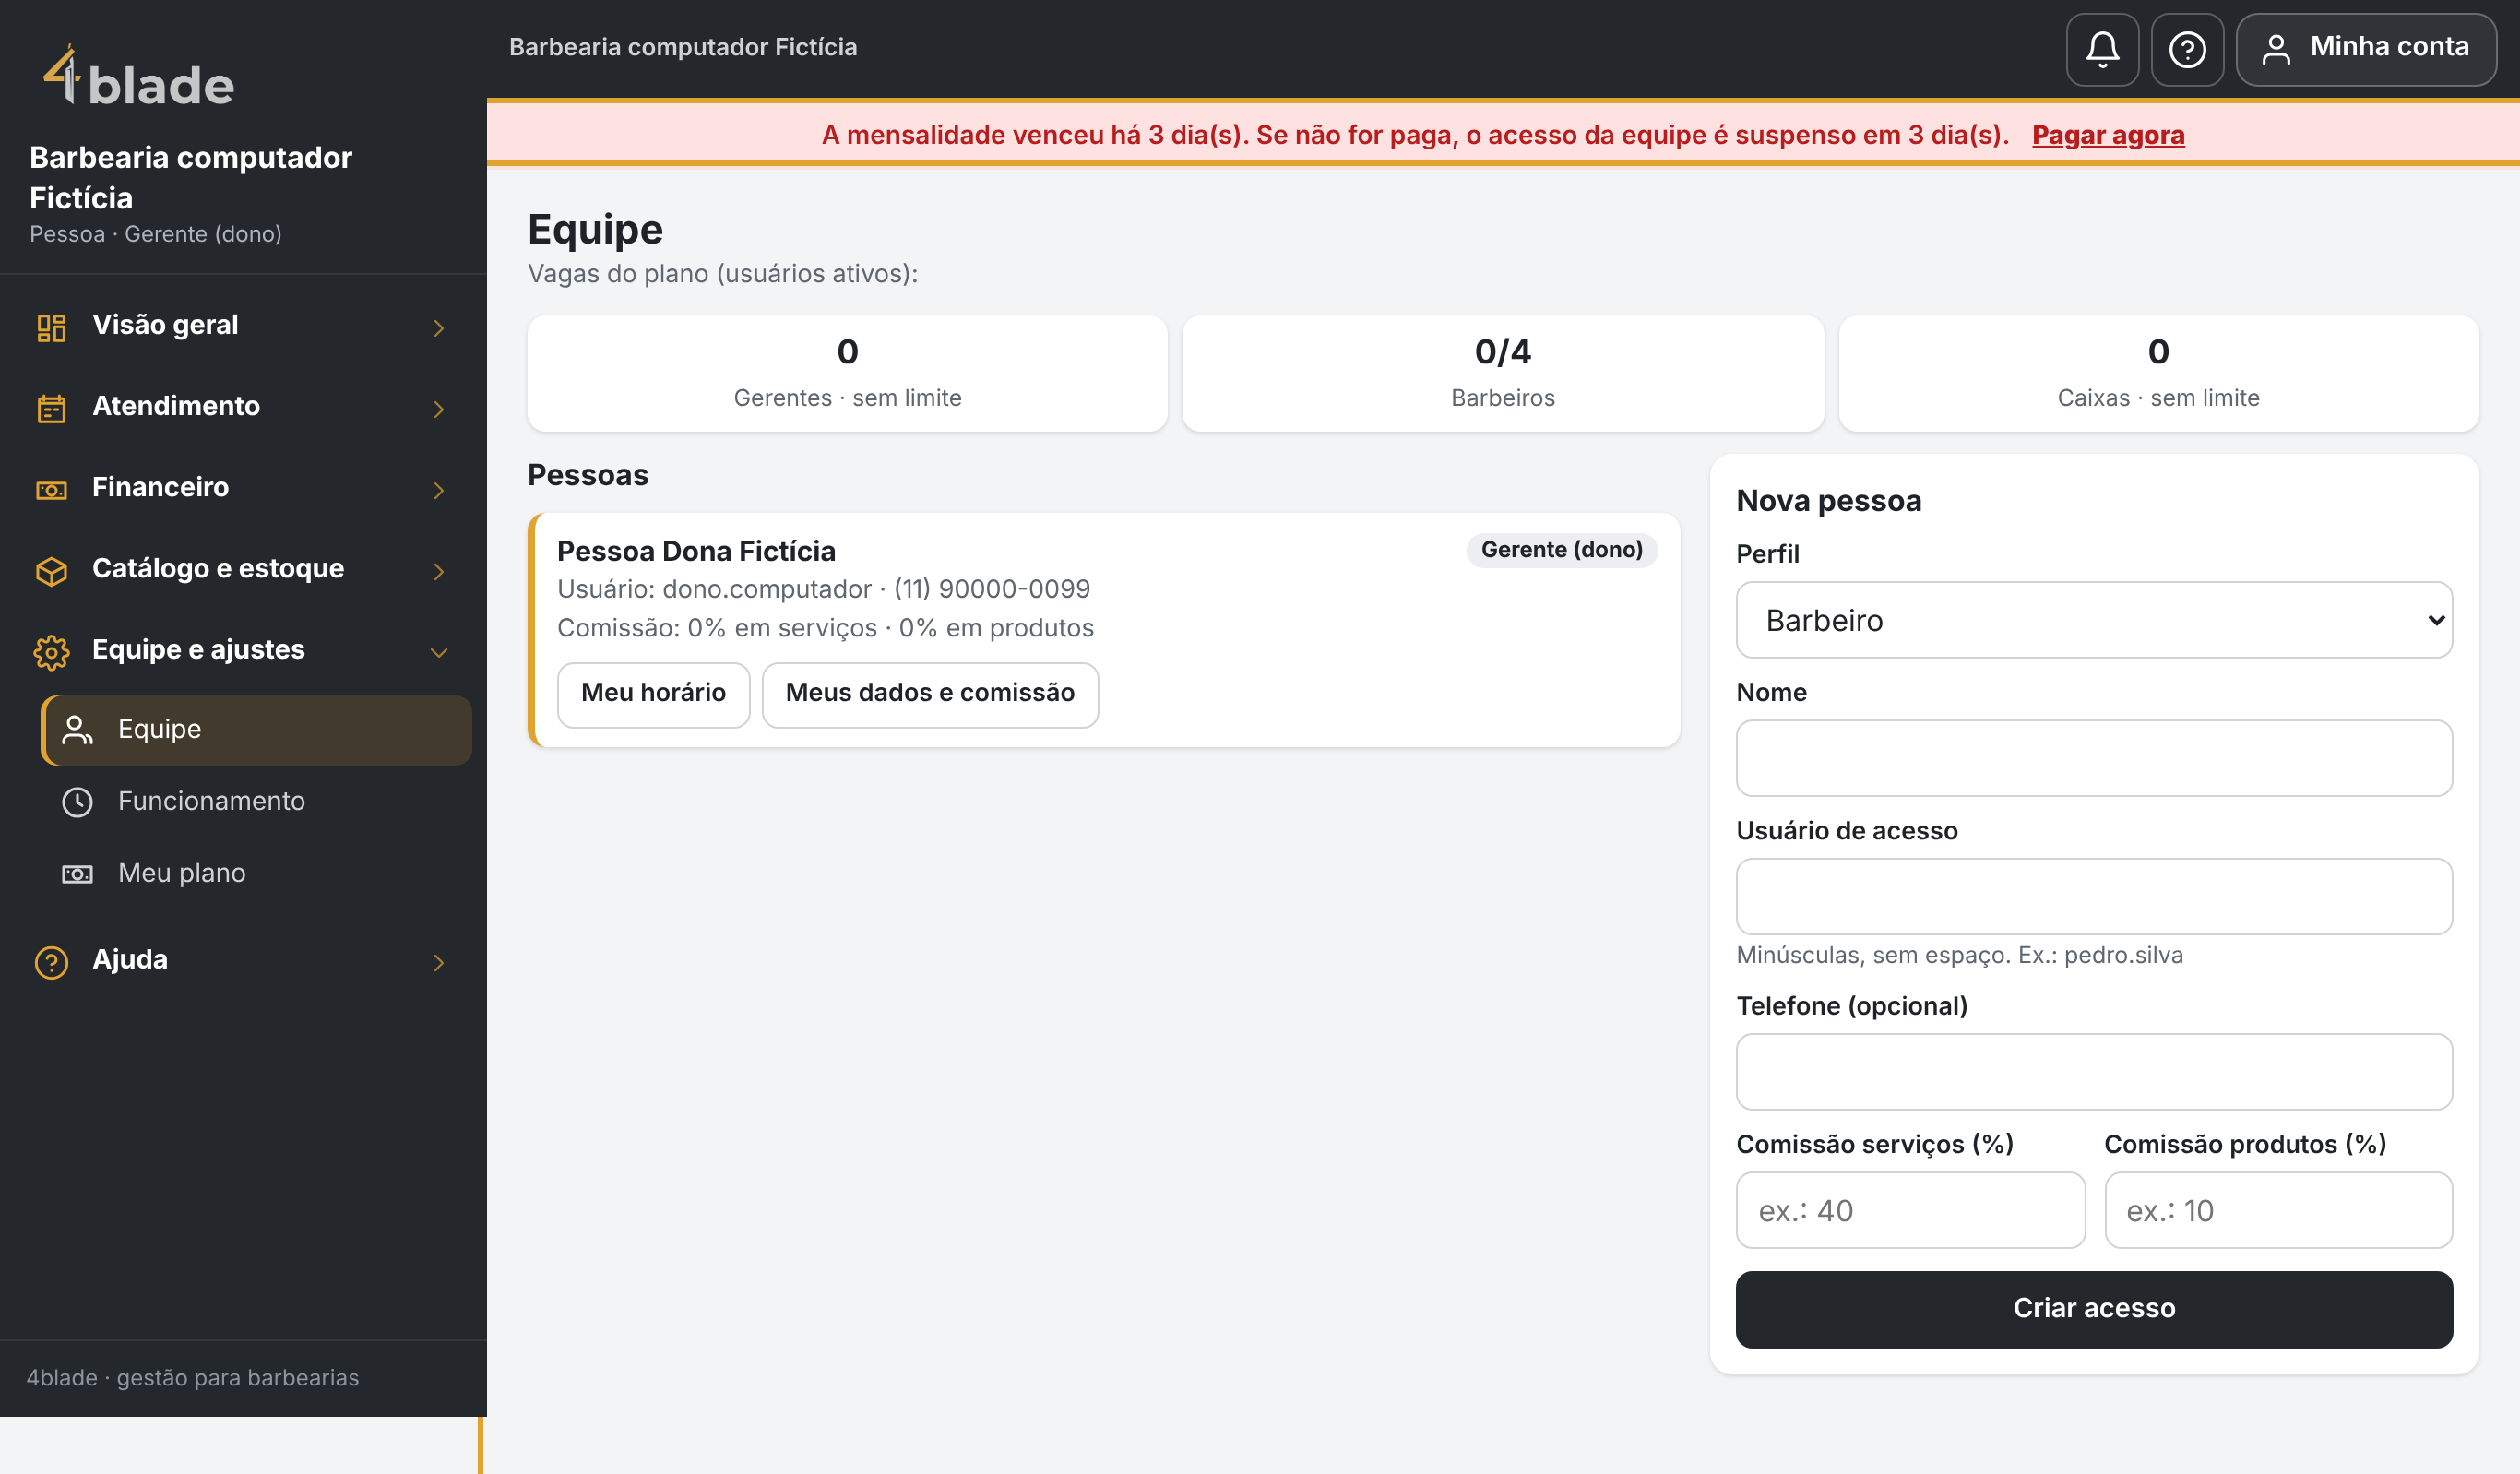 4blade
Barbearia computador
Fictícia
Pessoa · Gerente (dono)
Visão geral
Atendimento
Financeiro
Catálogo e estoque
Equipe e ajustes
Equipe
Funcionamento
Meu plano
Ajuda
4blade · gestão para barbearias
Barbearia computador Fictícia
Minha conta
A mensalidade venceu há 3 dia(s). Se não for paga, o acesso da equipe é suspenso em 3 dia(s). Pagar agora
Equipe
Vagas do plano (usuários ativos):
0
Gerentes · sem limite
0/4
Barbeiros
0
Caixas · sem limite
Pessoas
Pessoa Dona Fictícia
Gerente (dono)
Usuário: dono.computador · (11) 90000-0099
Comissão: 0% em serviços · 0% em produtos
Meu horário
Meus dados e comissão
Nova pessoa
Perfil
Barbeiro
Nome
Usuário de acesso
Minúsculas, sem espaço. Ex.: pedro.silva
Telefone (opcional)
Comissão serviços (%)
Comissão produtos (%)
ex.: 40
ex.: 10
Criar acesso